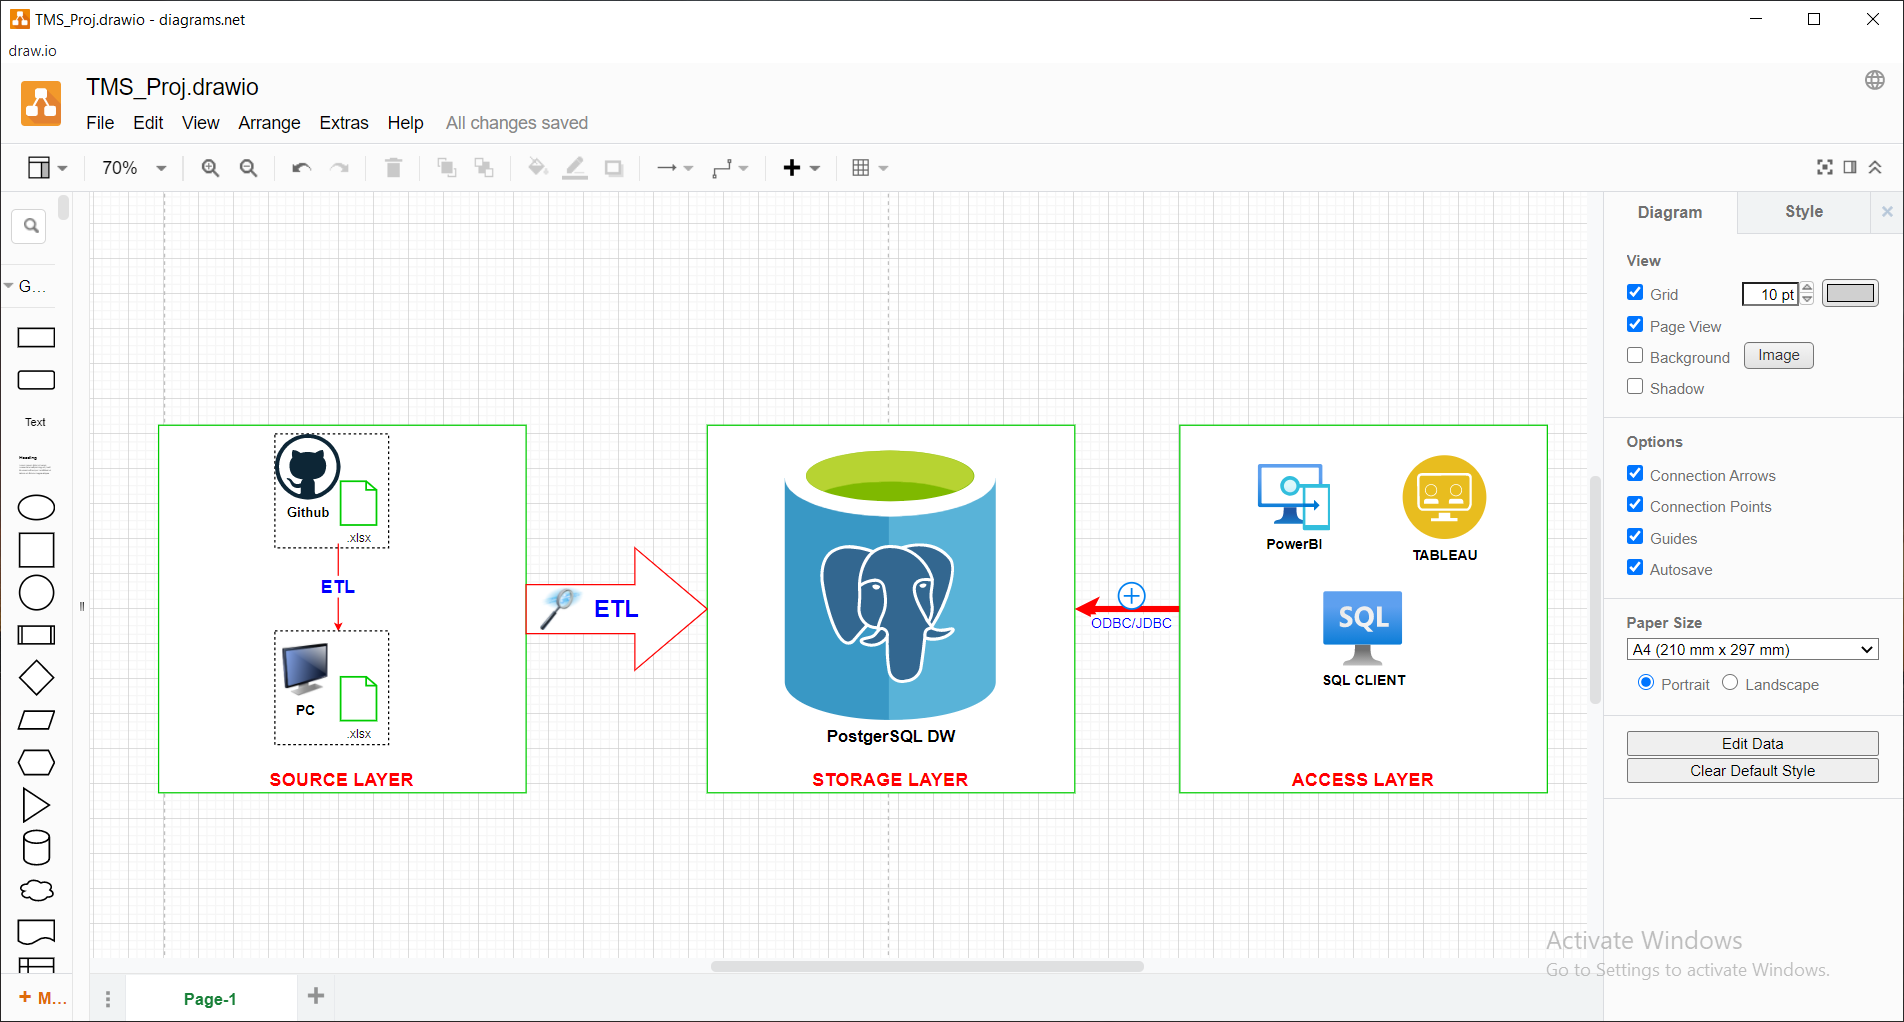 TMS_Proj.drawio - diagrams.net
draw.io
TMS_Proj.drawio
File Edit View Arrange Extras Help All changes saved
70%
G...
Text
Heading
+ M...
Github
.xlsx
ETL
PC
.xlsx
SOURCE LAYER
ETL
PostgerSQL DW
STORAGE LAYER
ODBC/JDBC
PowerBI
TABLEAU
SQL
SQL CLIENT
ACCESS LAYER
Page-1
Diagram Style
View
Grid 10 pt
Page View
Background Image
Shadow
Options
Connection Arrows
Connection Points
Guides
Autosave
Paper Size
A4 (210 mm x 297 mm)
Portrait Landscape
Edit Data
Clear Default Style
Activate Windows
Go to Settings to activate Windows.